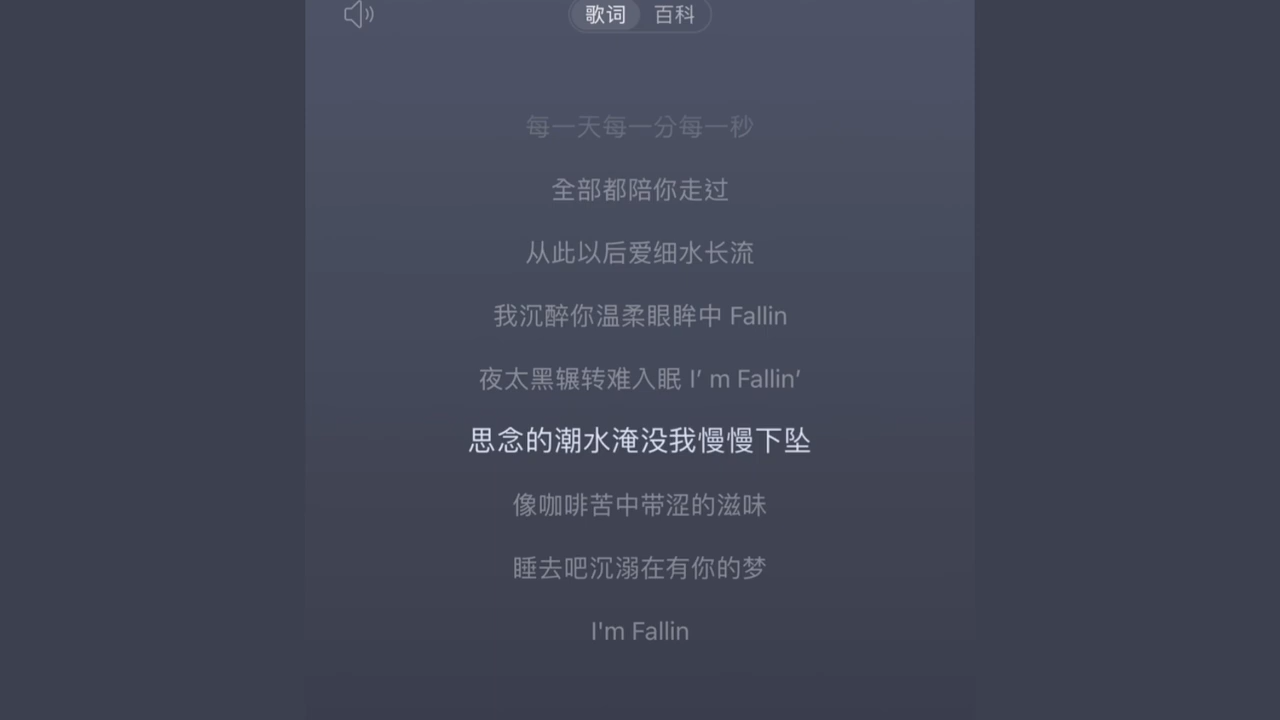 歌词 百科
每一天每一分每一秒
全部都陪你走过
从此以后爱细水长流
我沉醉你温柔眼眸中 Fallin
夜太黑辗转难入眠 I’ m Fallin’
思念的潮水淹没我慢慢下坠
像咖啡苦中带涩的滋味
睡去吧沉溺在有你的梦
I'm Fallin